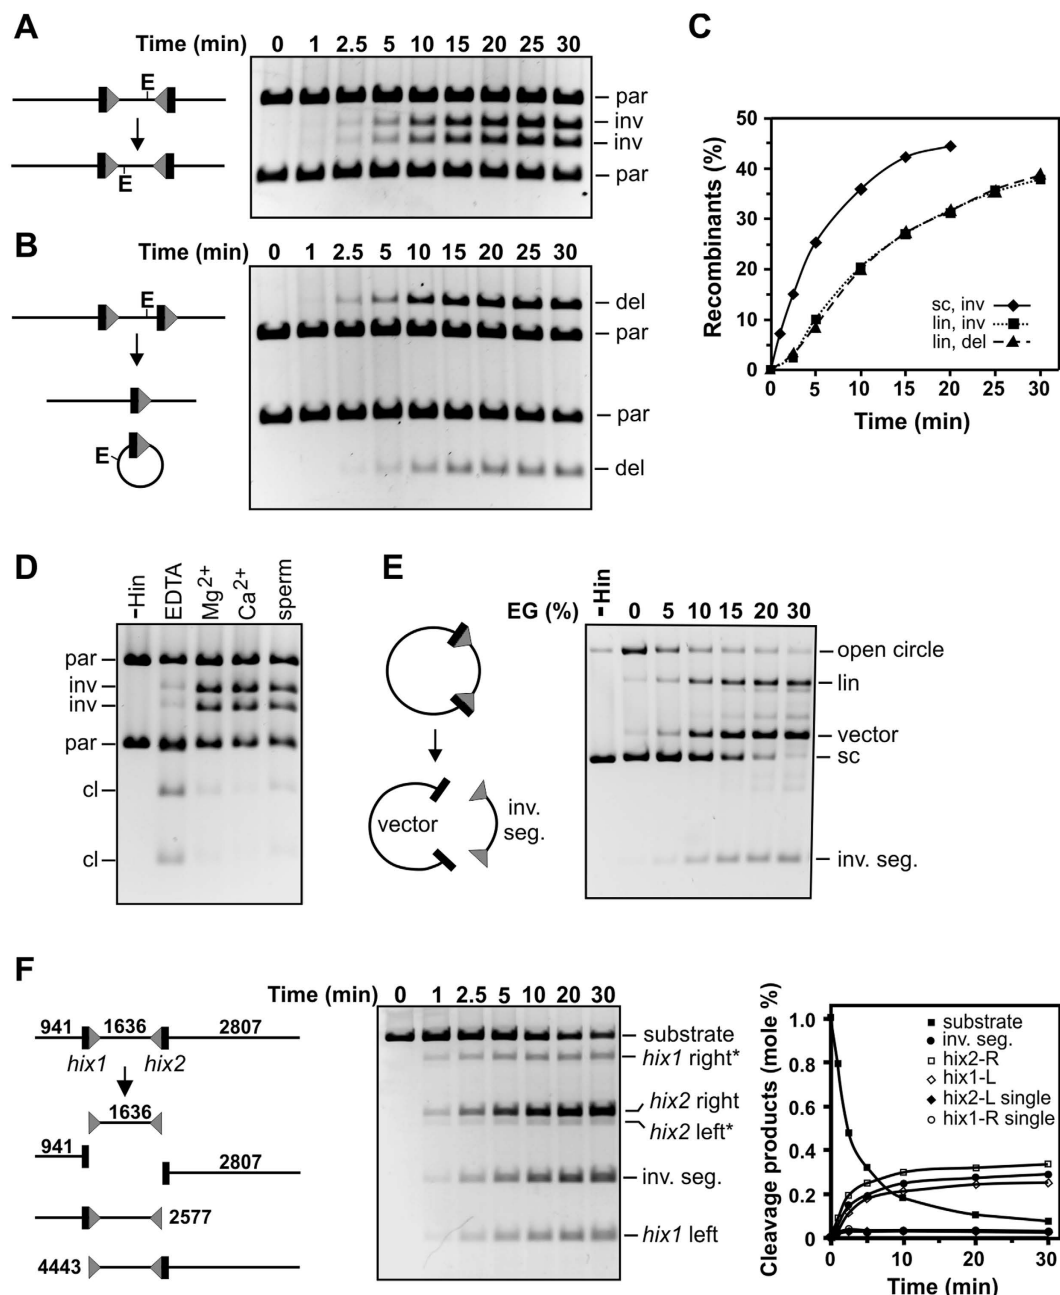 A
Time (min) 0 1 2.5 5 10 15 20 25 30
E
E
par
inv
inv
par
B
Time (min) 0 1 2.5 5 10 15 20 25 30
E
E
del
par
par
del
C
Recombinants (%)
50
40
30
20
10
0
sc, inv
lin, inv
lin, del
0 5 10 15 20 25 30
Time (min)
D
-Hin EDTA Mg2+ Ca2+ sperm
par
inv
inv
par
cl
cl
E
-Hin
EG (%) 0 5 10 15 20 30
vector
inv.
seg.
open circle
lin
vector
sc
inv. seg.
F
941 1636 2807
hix1 hix2
1636
941
2807
2577
4443
Time (min) 0 1 2.5 5 10 20 30
substrate
hix1 right*
hix2 right
hix2 left*
inv. seg.
hix1 left
Cleavage products (mole %)
1.0
0.8
0.6
0.4
0.2
0
substrate
inv. seg.
hix2-R
hix1-L
hix2-L single
hix1-R single
0 10 20 30
Time (min)